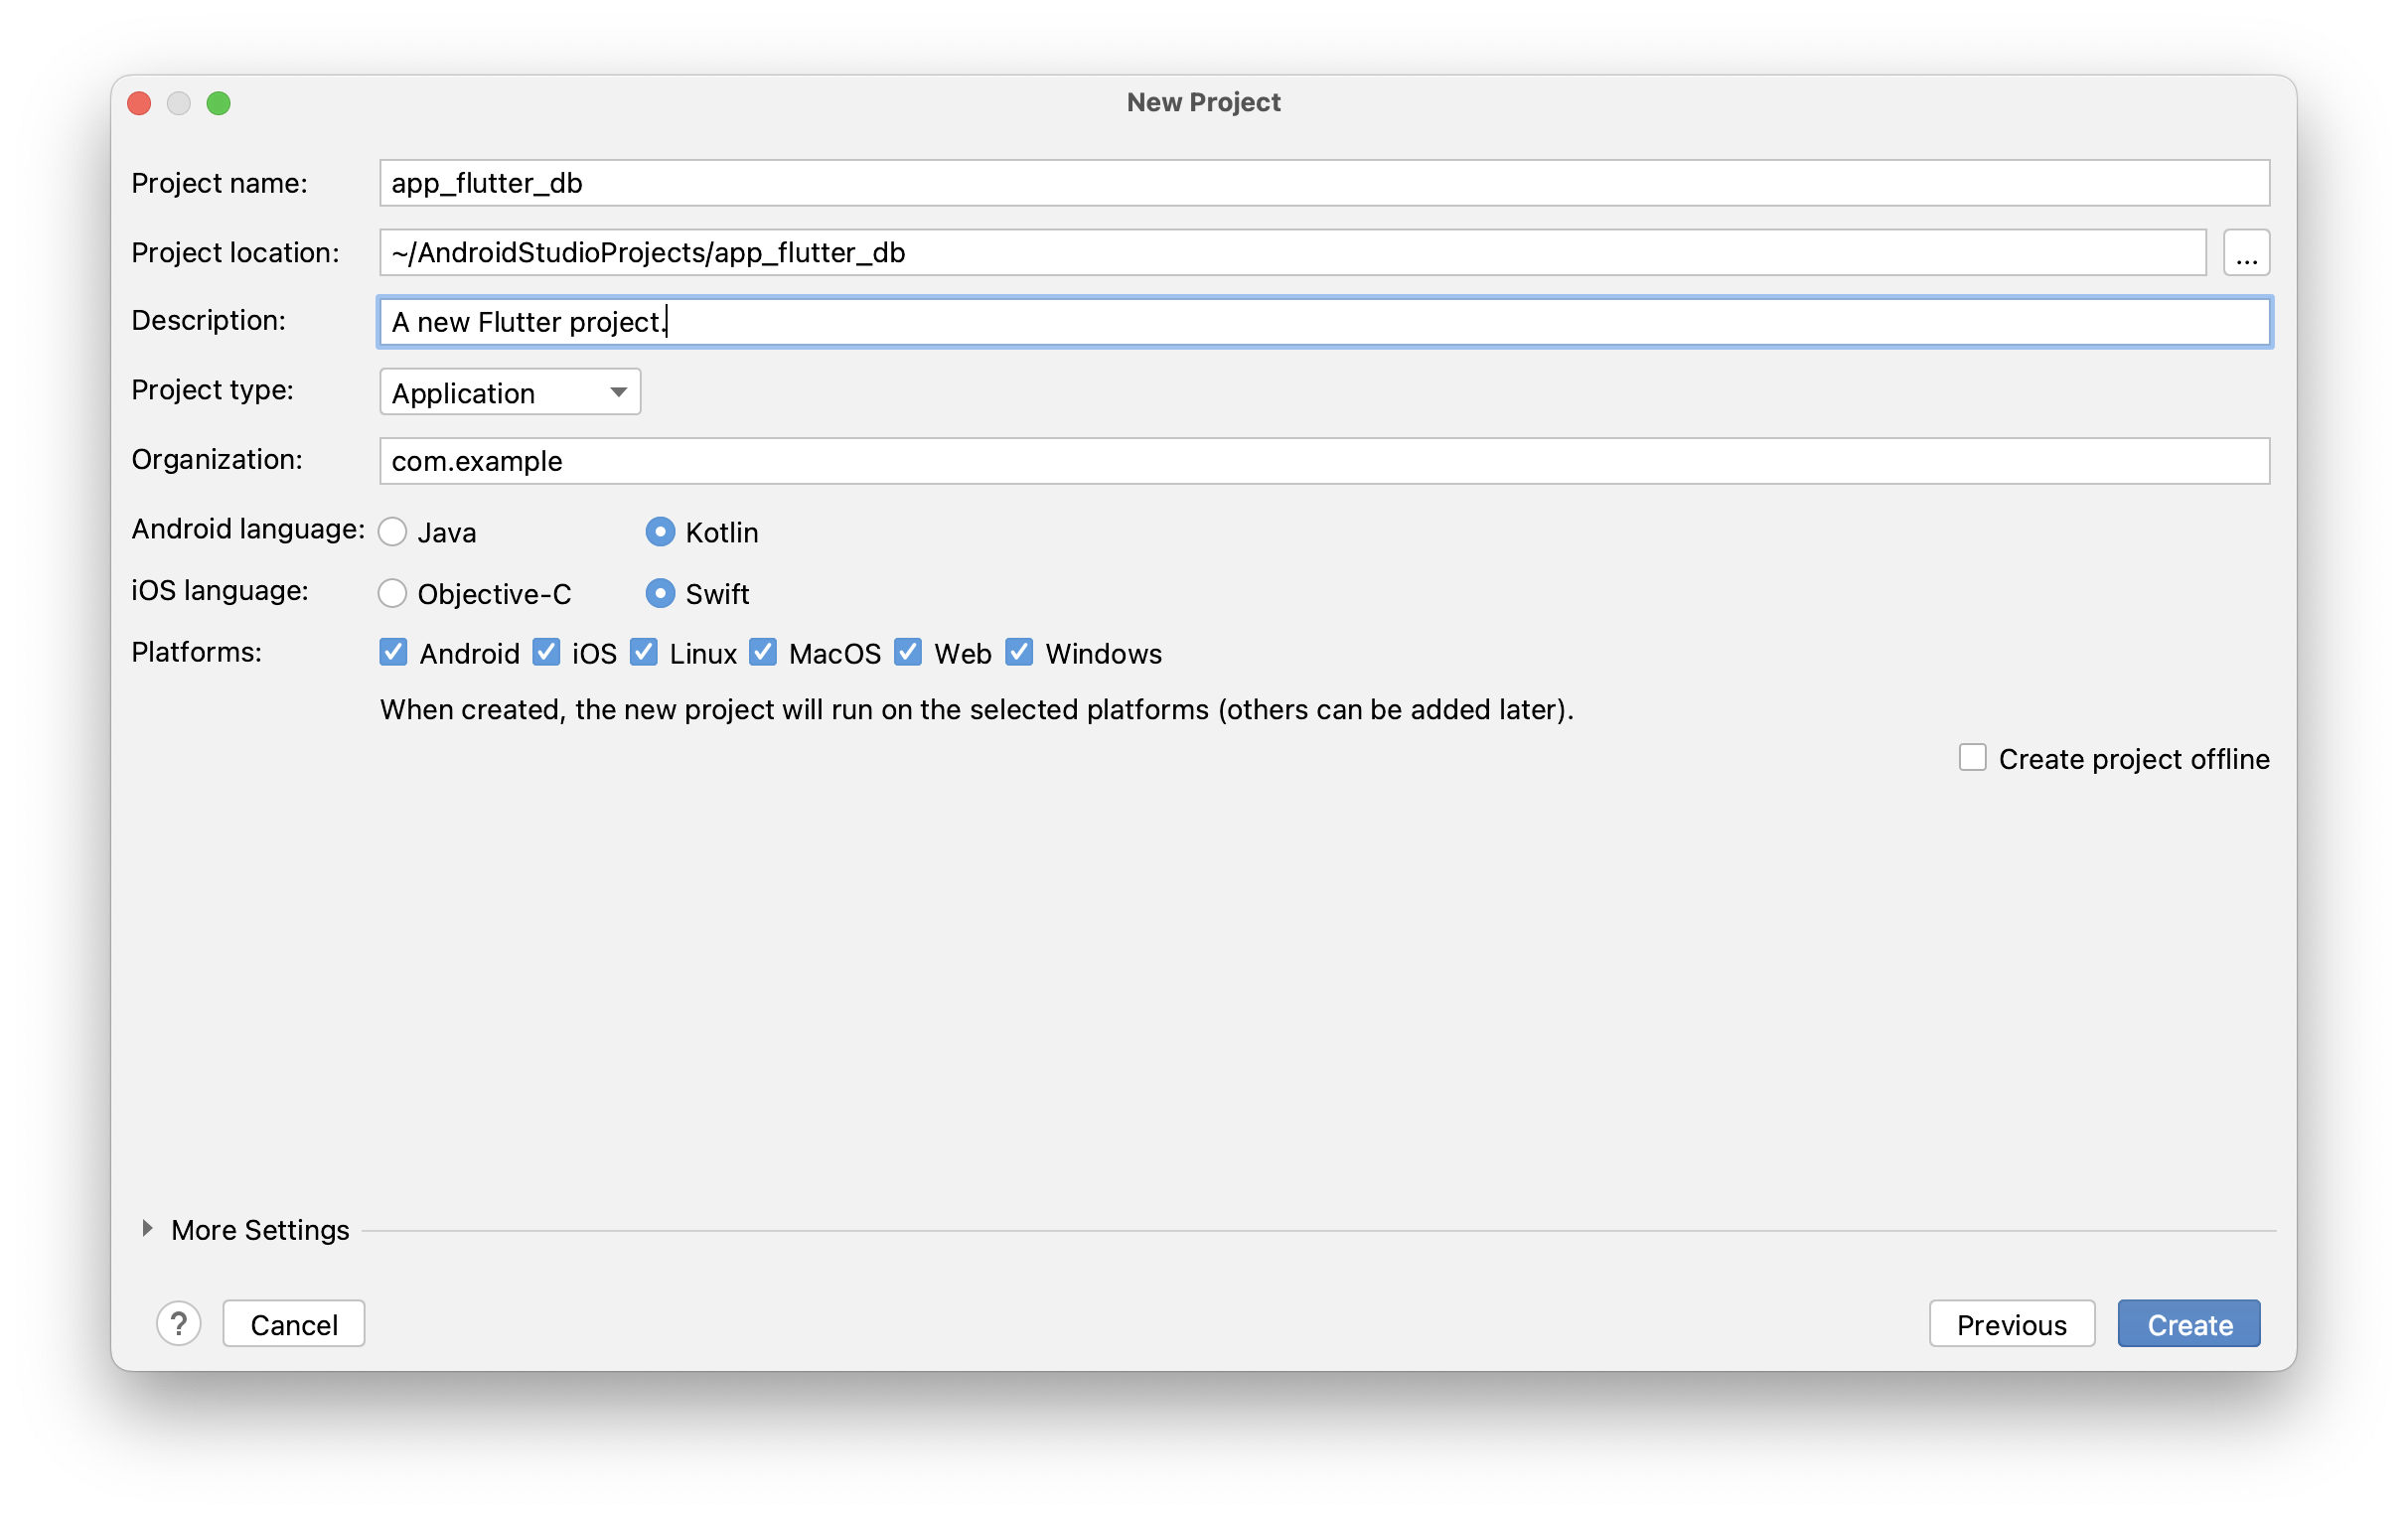 New Project
Project name: app_flutter_db
Project location: ~/AndroidStudioProjects/app_flutter_db ...
Description: A new Flutter project.
Project type: Application
Organization: com.example
Android language: Java Kotlin
iOS language: Objective-C Swift
Platforms: Android iOS Linux MacOS Web Windows
When created, the new project will run on the selected platforms (others can be added later).
Create project offline
More Settings
? Cancel Previous Create